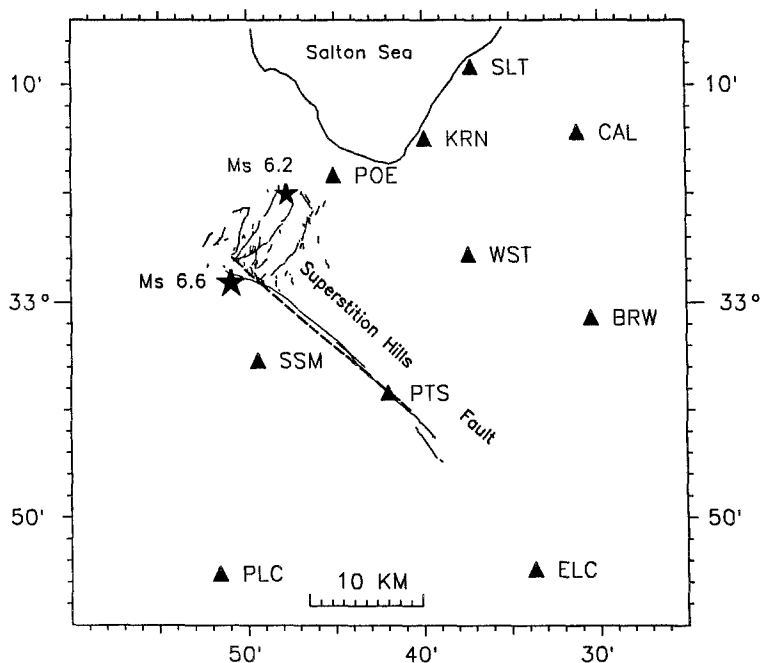 Salton Sea
SLT
10'
10'
CAL
KRN
Ms 6.2
POE
WST
Ms 6.6
Superstition Hills
33°
33°
BRW
SSM
PTS
Fault
50'
50'
PLC
10 KM
ELC
50'
40'
30'